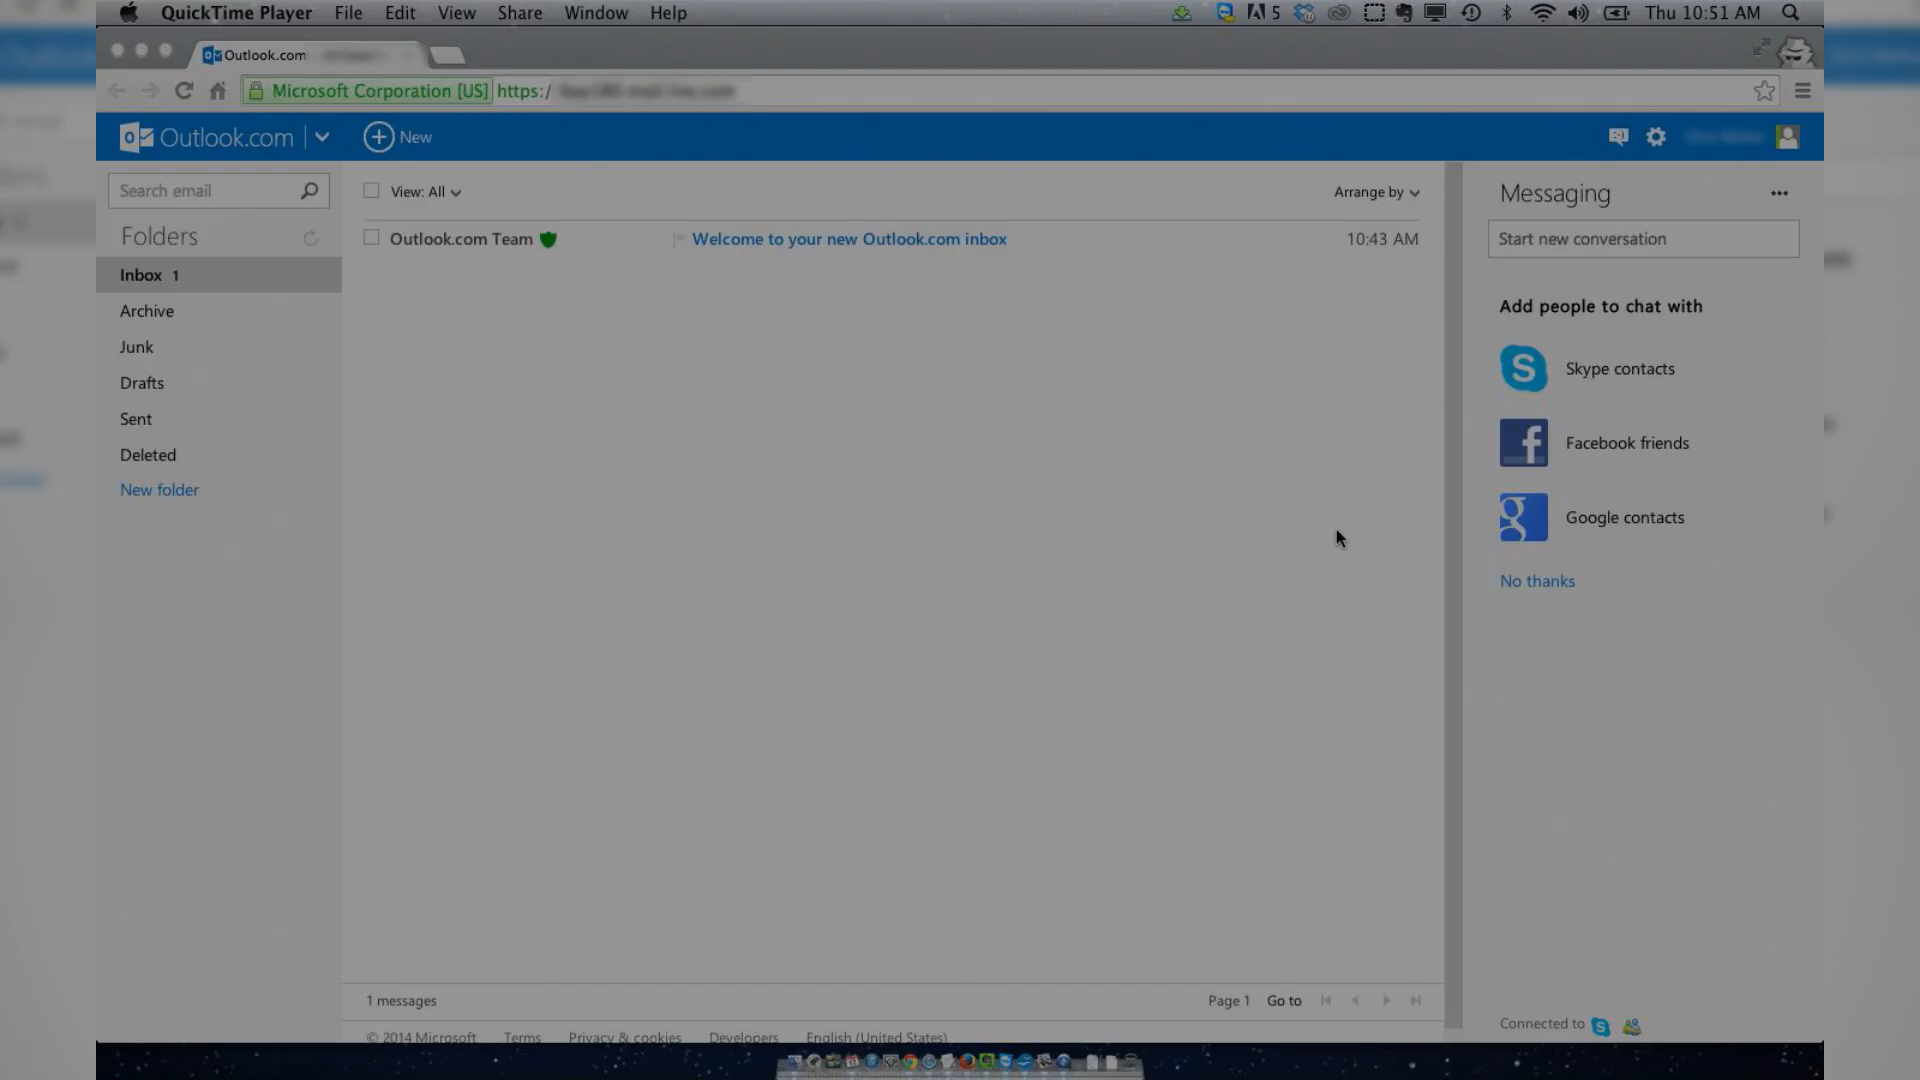 QuickTime Player File Edit View Share Window Help 5 Thu 10:51 AM
Outlook.com
Microsoft Corporation [US] https:/
Outlook.com New
Search email View: All Arrange by Messaging
Folders Outlook.com Team Welcome to your new Outlook.com inbox 10:43 AM Start new conversation
Inbox 1
Archive
Junk
Drafts
Sent
Deleted
New folder
Add people to chat with
Skype contacts
Facebook friends
Google contacts
No thanks
1 messages Page 1 Go to
Connected to
© 2014 Microsoft Terms Privacy & cookies Developers English (United States)